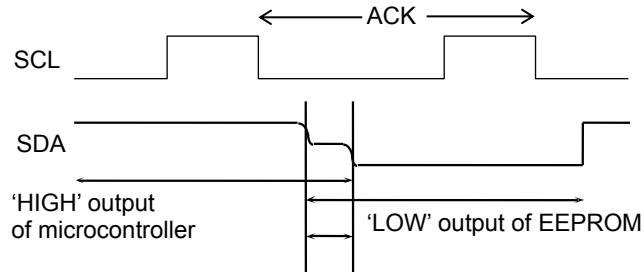 ACK
SCL
SDA
‘HIGH’ output
of microcontroller
‘LOW’ output of EEPROM